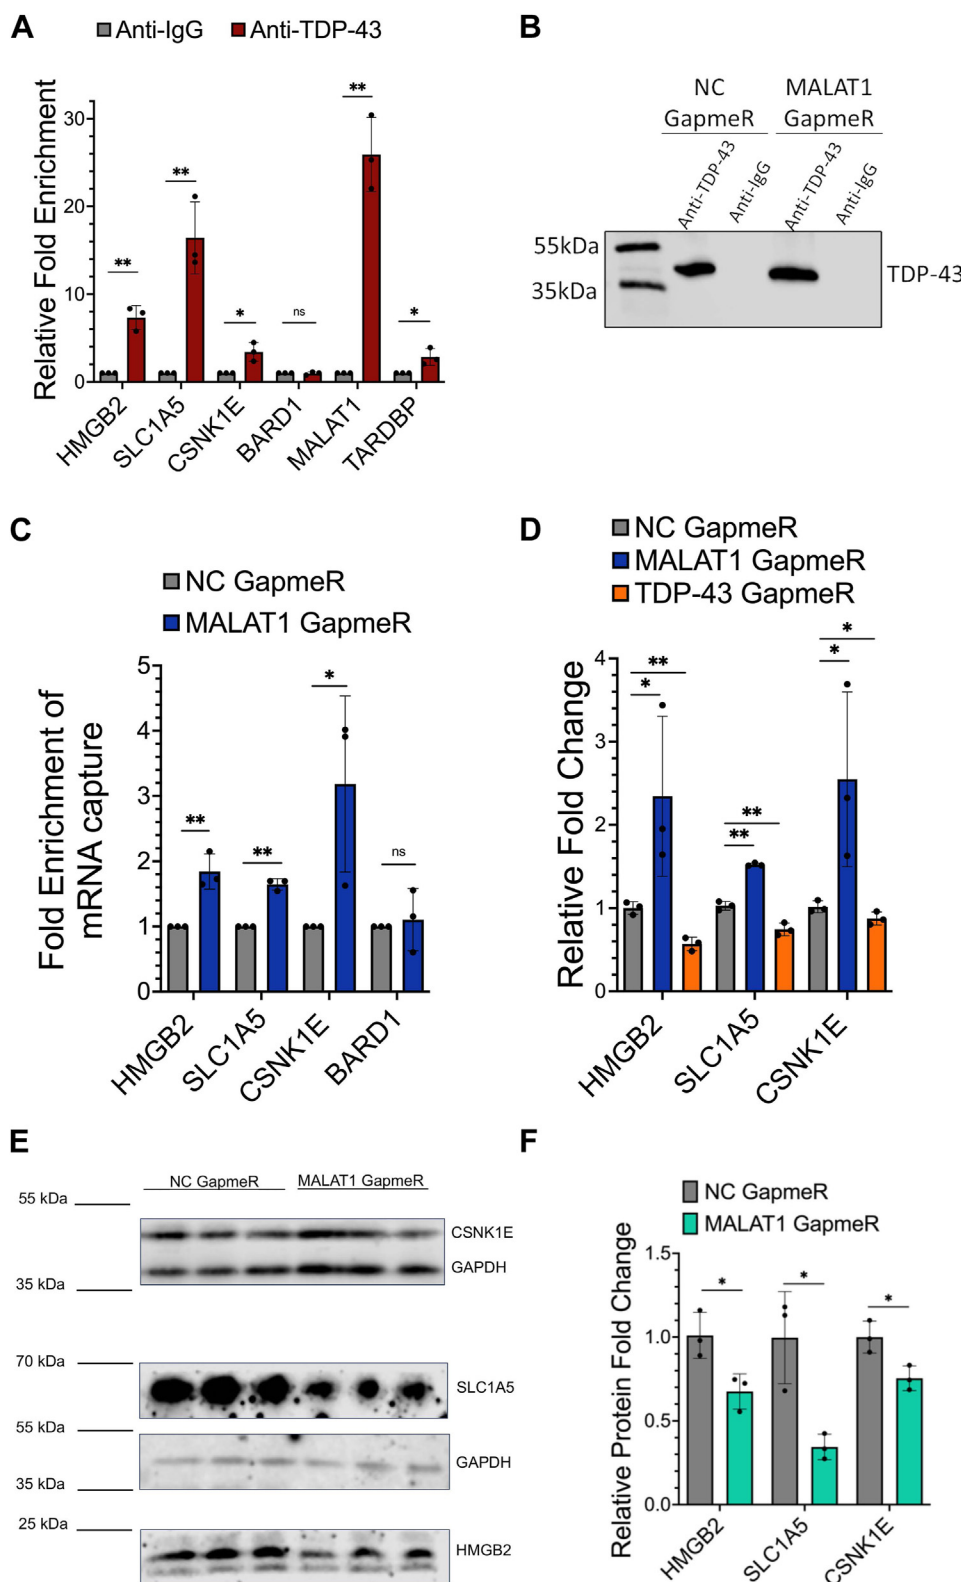 A
Anti-IgG Anti-TDP-43
Relative Fold Enrichment
30
20
10
0
** ** * ns ** *
HMGB2 SLC1A5 CSNK1E BARD1 MALAT1 TARDBP
B
NC GapmeR
MALAT1 GapmeR
Anti-TDP-43 Anti-IgG Anti-TDP-43 Anti-IgG
55kDa
35kDa
TDP-43
C
NC GapmeR
MALAT1 GapmeR
Fold Enrichment of
mRNA capture
5
4
3
2
1
0
** ** * ns
HMGB2 SLC1A5 CSNK1E BARD1
D
NC GapmeR
MALAT1 GapmeR
TDP-43 GapmeR
Relative Fold Change
4
3
2
1
0
** * ** ** * *
HMGB2 SLC1A5 CSNK1E
E
NC GapmeR MALAT1 GapmeR
55 kDa
CSNK1E
GAPDH
35 kDa
70 kDa
SLC1A5
55 kDa
GAPDH
35 kDa
25 kDa
HMGB2
F
NC GapmeR
MALAT1 GapmeR
Relative Protein Fold Change
1.5
1.0
0.5
0.0
* * *
HMGB2 SLC1A5 CSNK1E